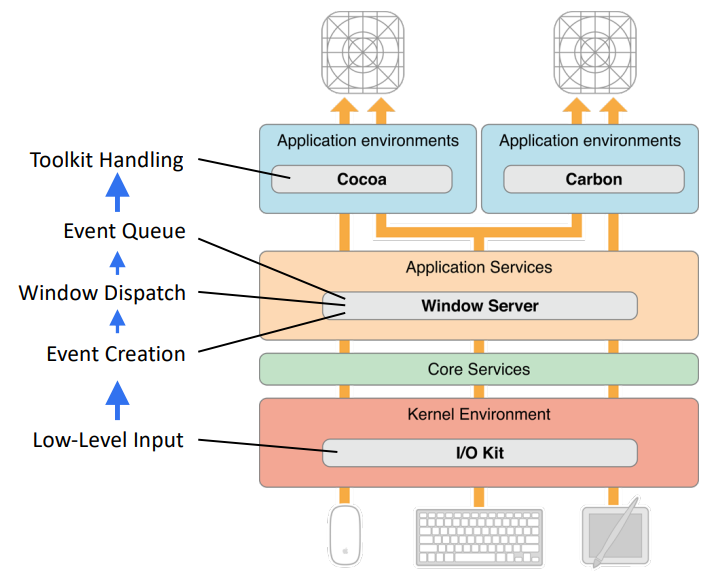 Application environments
Application environments
Toolkit Handling
Cocoa
Carbon
Event Queue
Application Services
Window Dispatch
Window Server
Event Creation
Core Services
Kernel Environment
Low-Level Input
I/O Kit